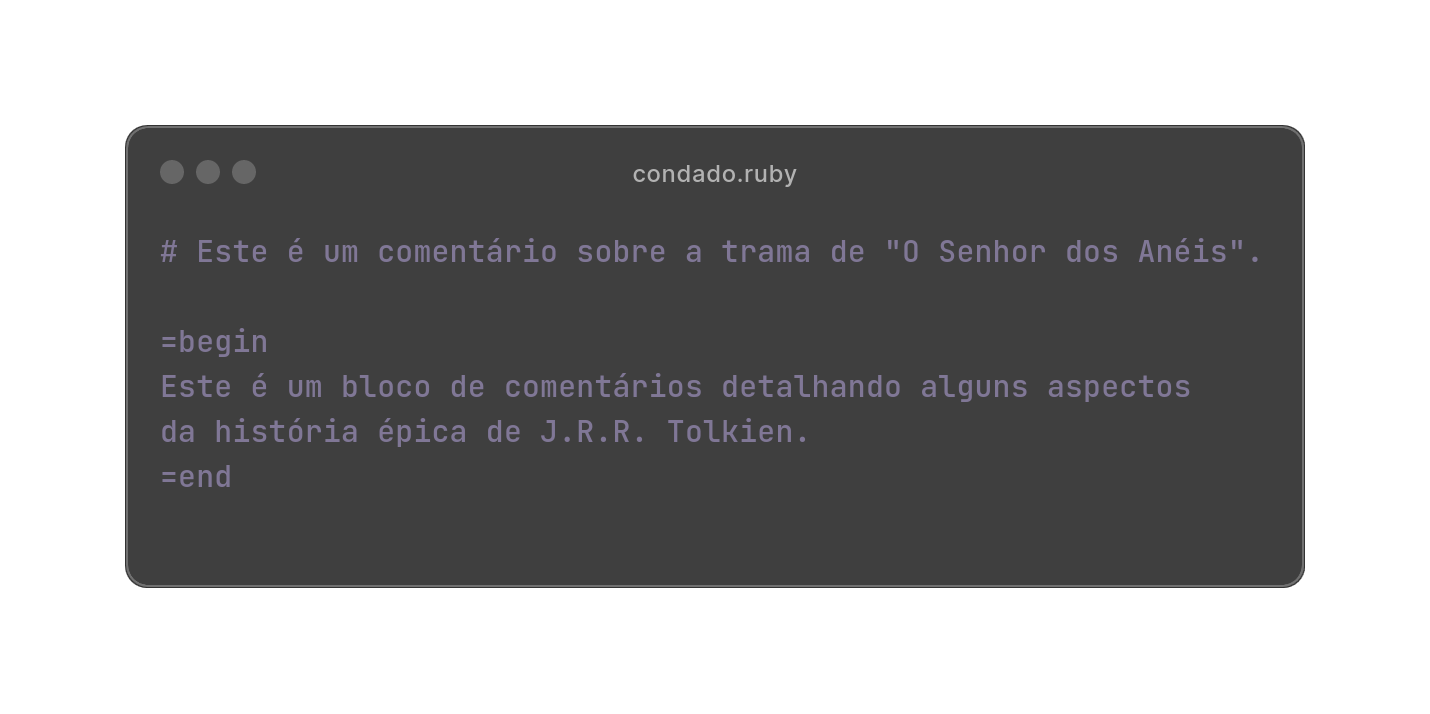 condado.ruby
# Este é um comentário sobre a trama de "O Senhor dos Anéis".
=begin
Este é um bloco de comentários detalhando alguns aspectos
da história épica de J.R.R. Tolkien.
=end